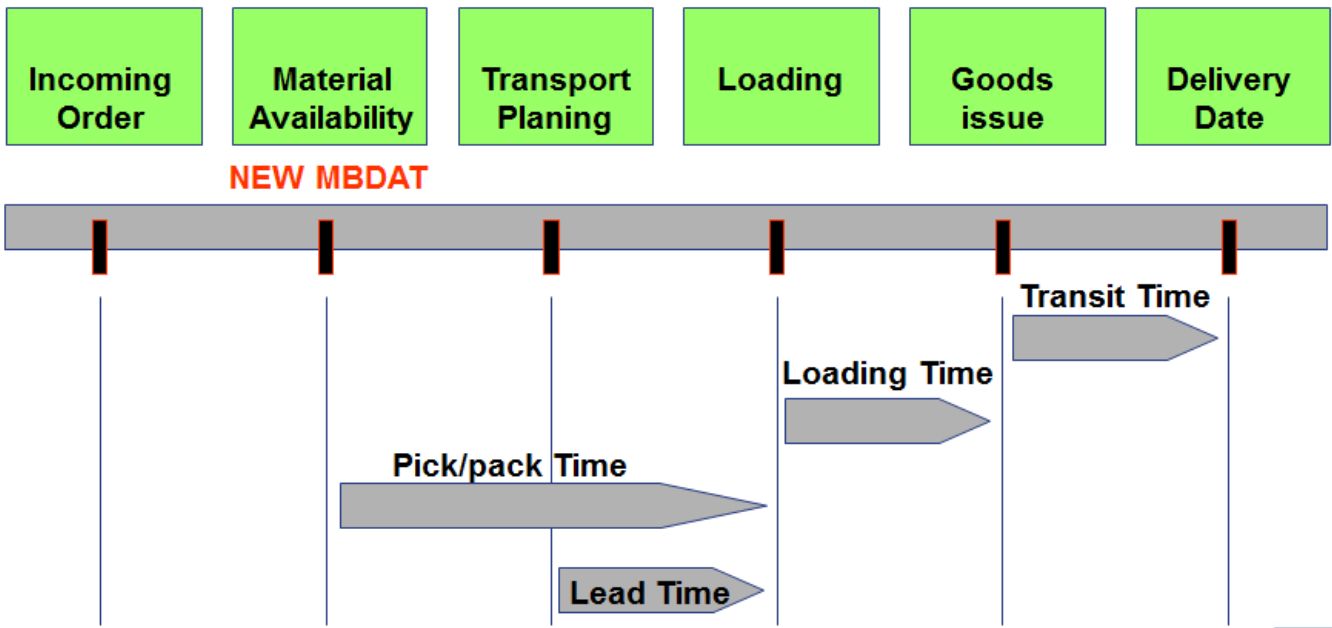 Incoming
Order
Material
Availability
Transport
Planing
Loading
Goods
issue
Delivery
Date
NEW MBDAT
Transit Time
Loading Time
Pick/pack Time
Lead Time